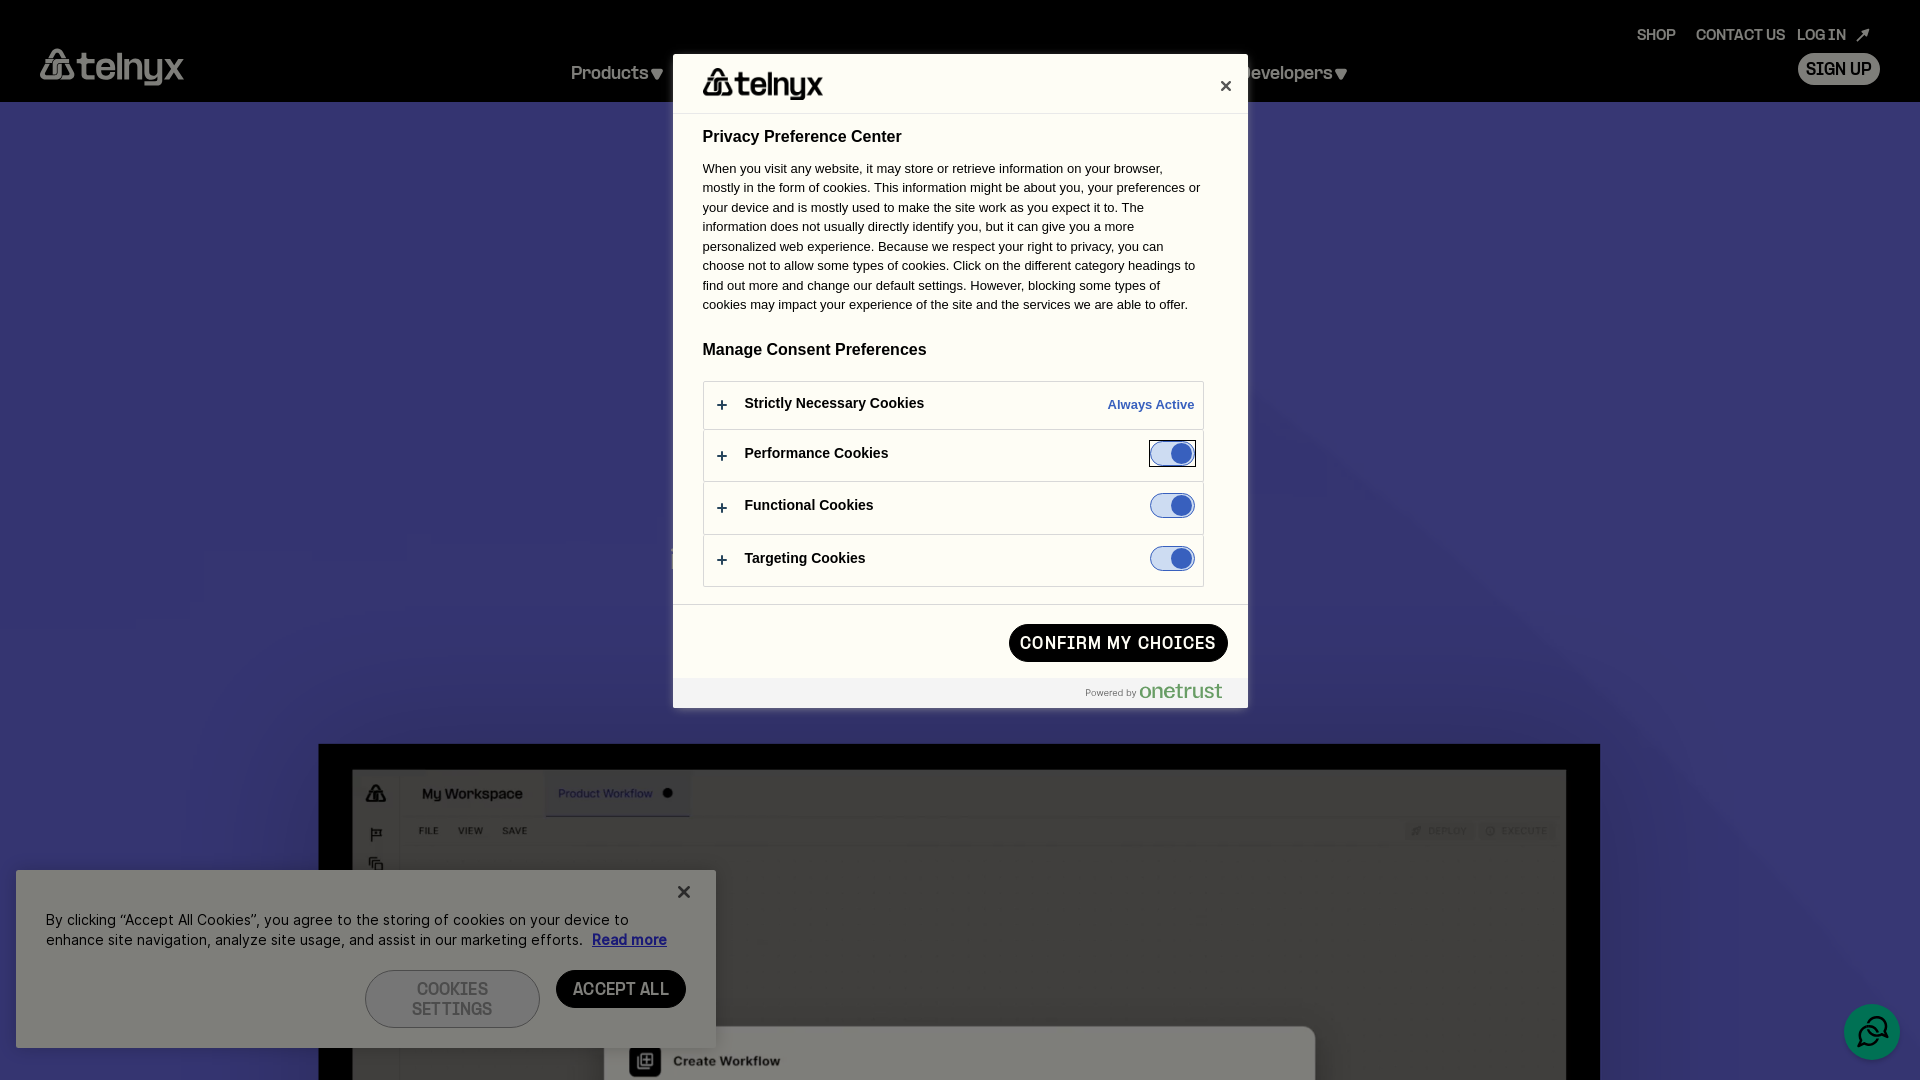 SHOP CONTACT US LOG IN
telnyx
Products
Developers
SIGN UP
telnyx
Privacy Preference Center
When you visit any website, it may store or retrieve information on your browser,
mostly in the form of cookies. This information might be about you, your preferences or
your device and is mostly used to make the site work as you expect it to. The
information does not usually directly identify you, but it can give you a more
personalized web experience. Because we respect your right to privacy, you can
choose not to allow some types of cookies. Click on the different category headings to
find out more and change our default settings. However, blocking some types of
cookies may impact your experience of the site and the services we are able to offer.
Manage Consent Preferences
Strictly Necessary Cookies
Always Active
Performance Cookies
Functional Cookies
Targeting Cookies
CONFIRM MY CHOICES
Powered by onetrust
My Workspace
Product Workflow
FILE VIEW SAVE
DEPLOY EXECUTE
By clicking “Accept All Cookies”, you agree to the storing of cookies on your device to
enhance site navigation, analyze site usage, and assist in our marketing efforts. Read more
COOKIES
SETTINGS
ACCEPT ALL
Create Workflow